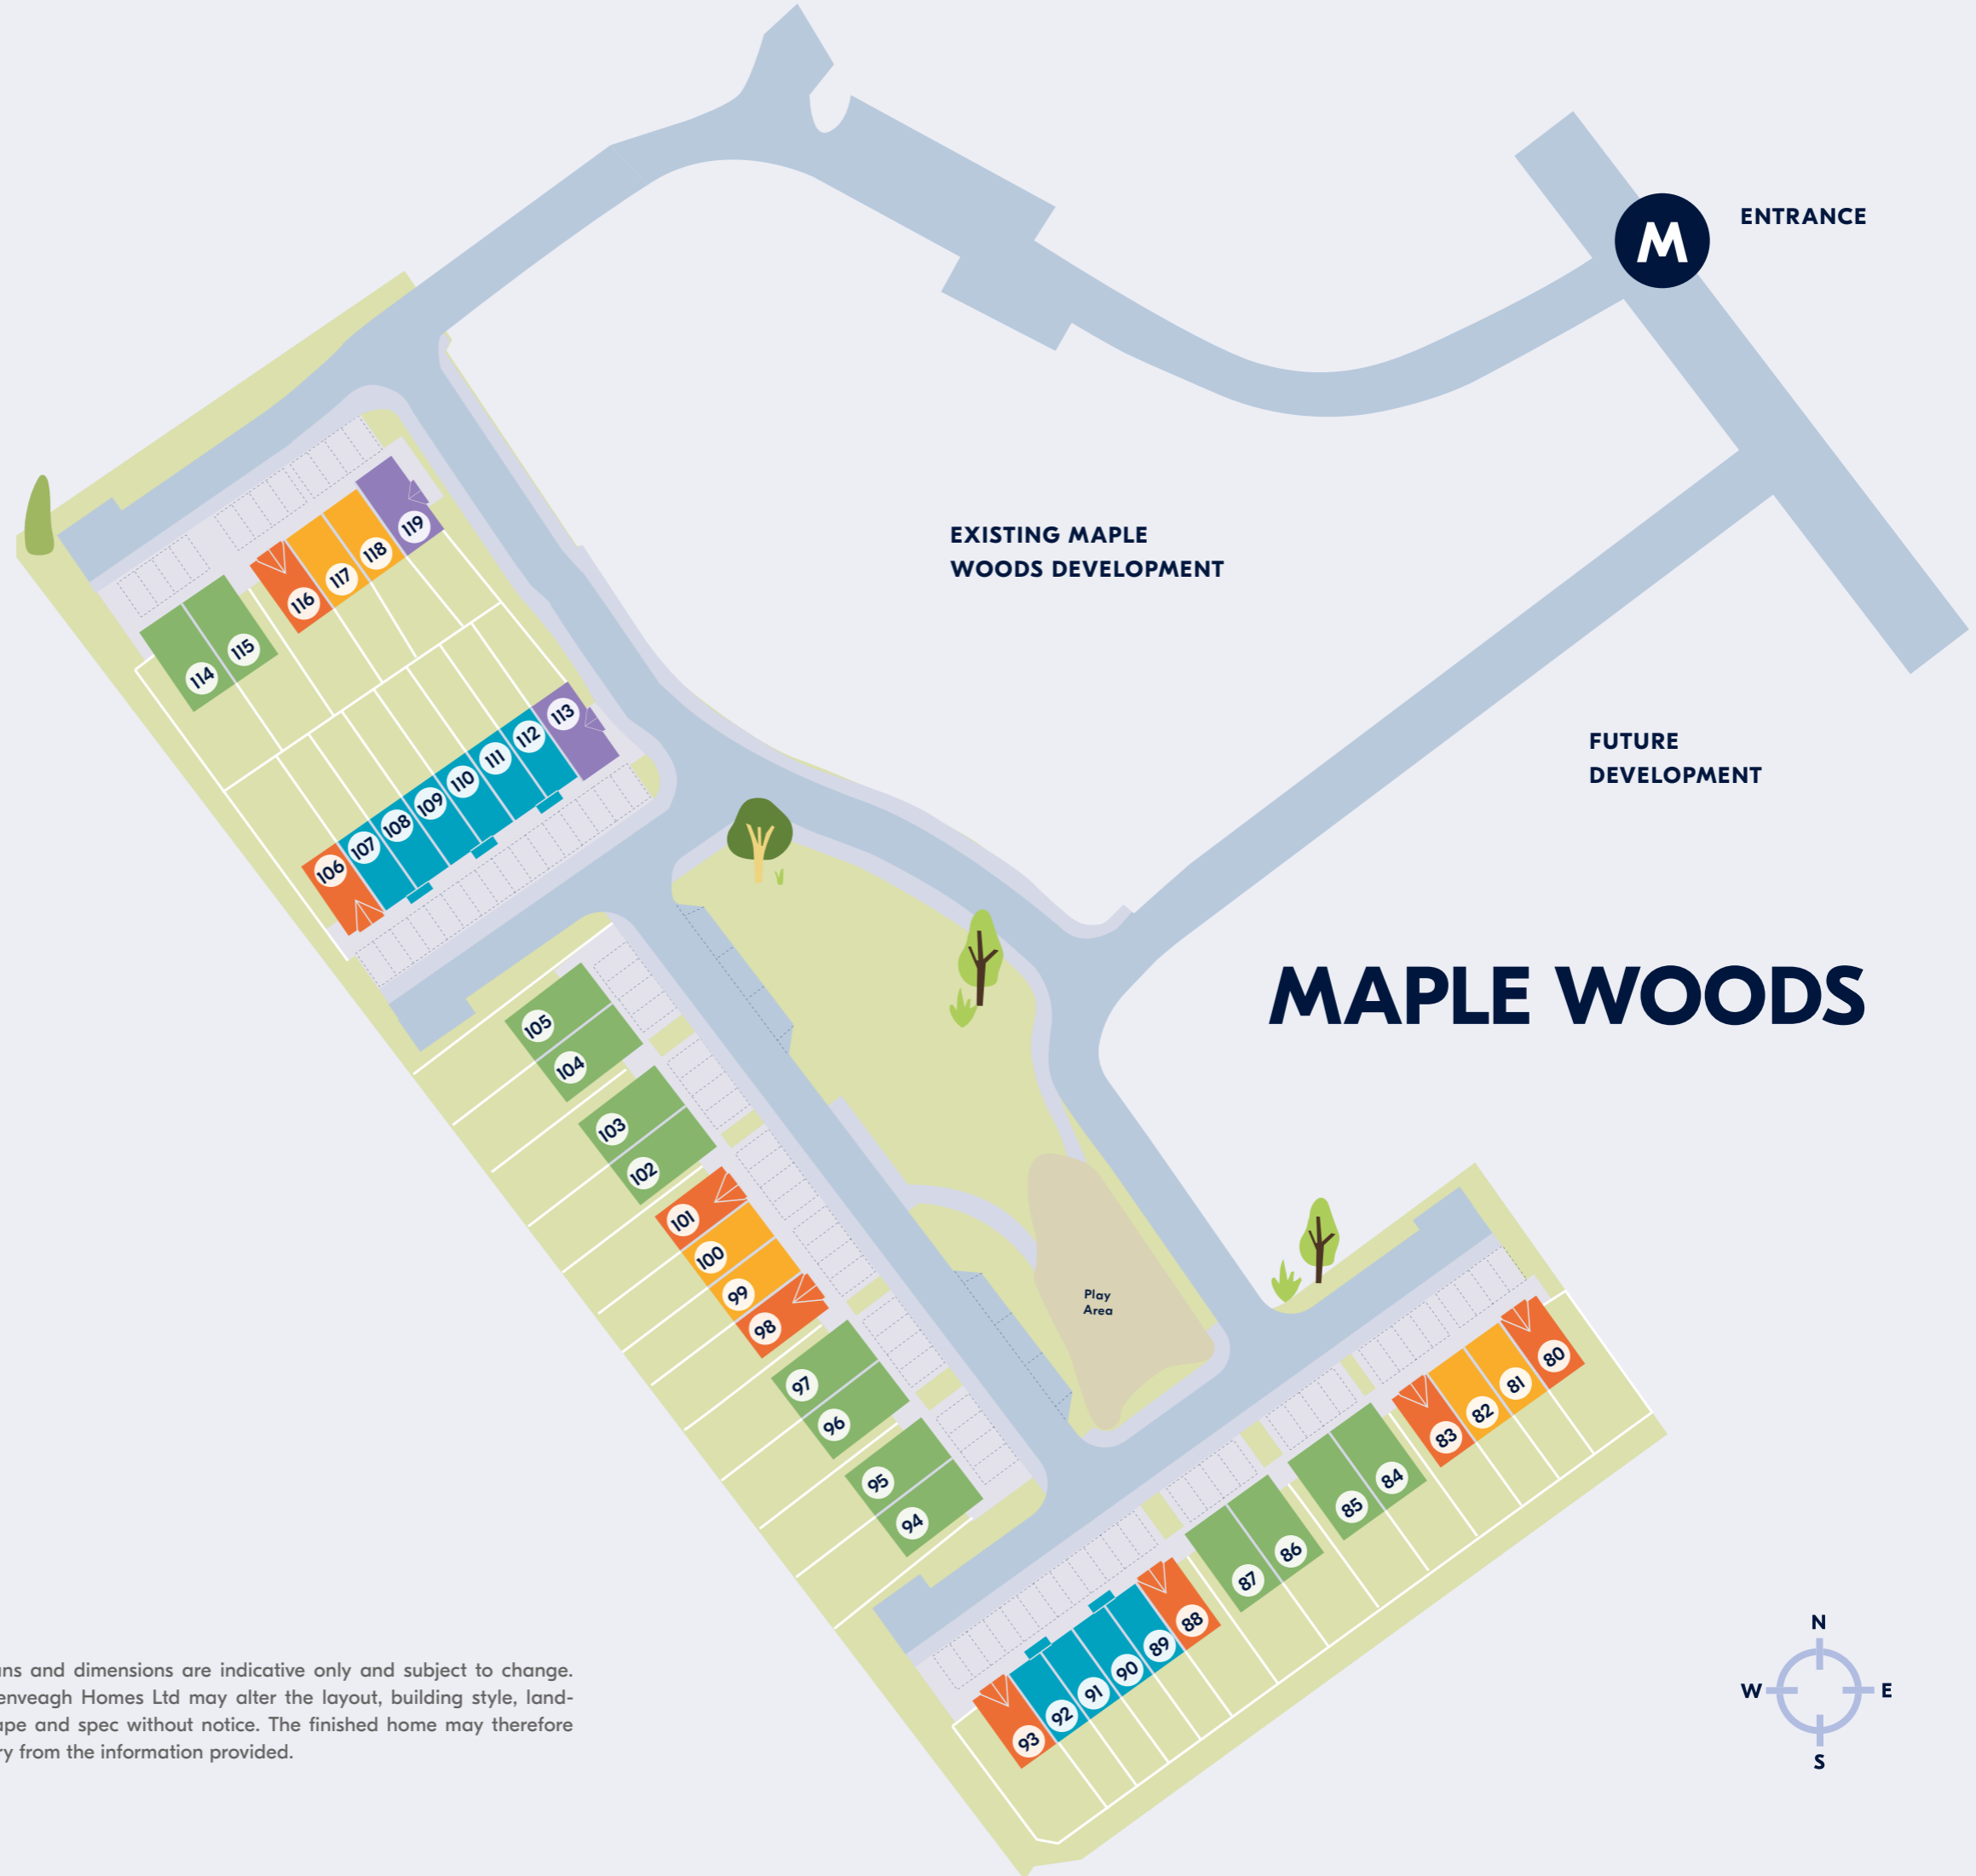 M
ENTRANCE
EXISTING MAPLE
WOODS DEVELOPMENT
FUTURE
DEVELOPMENT
MAPLE WOODS
119
118
117
116
115
114
113
112
111
110
109
108
107
106
105
104
103
102
101
100
99
98
97
96
95
94
Play
Area
80
81
82
83
84
85
86
87
88
89
90
91
92
93
and dimensions are indicative only and subject to change.
Homes Ltd may alter the layout, building style, land-
and spec without notice. The finished home may therefore
from the information provided.
N
W E
S